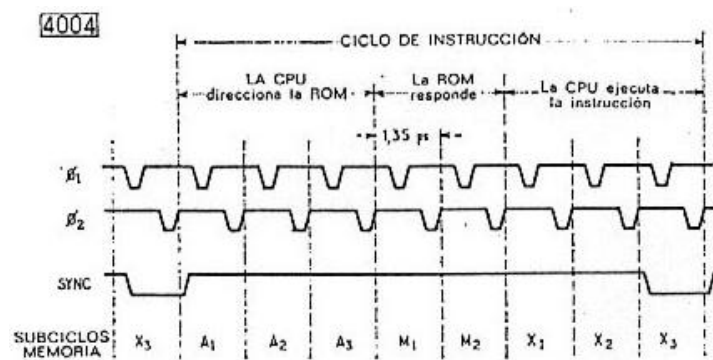 4004
CICLO DE INSTRUCCIÓN
LA CPU
direcciona la ROM
La ROM
responde
La CPU ejecuta
la instrucción
1,35 µs
Ø₁
Ø₂
SYNC
SUBCICLOS
MEMORIA
X₃ A₁ A₂ A₃ M₁ M₂ X₁ X₂ X₃